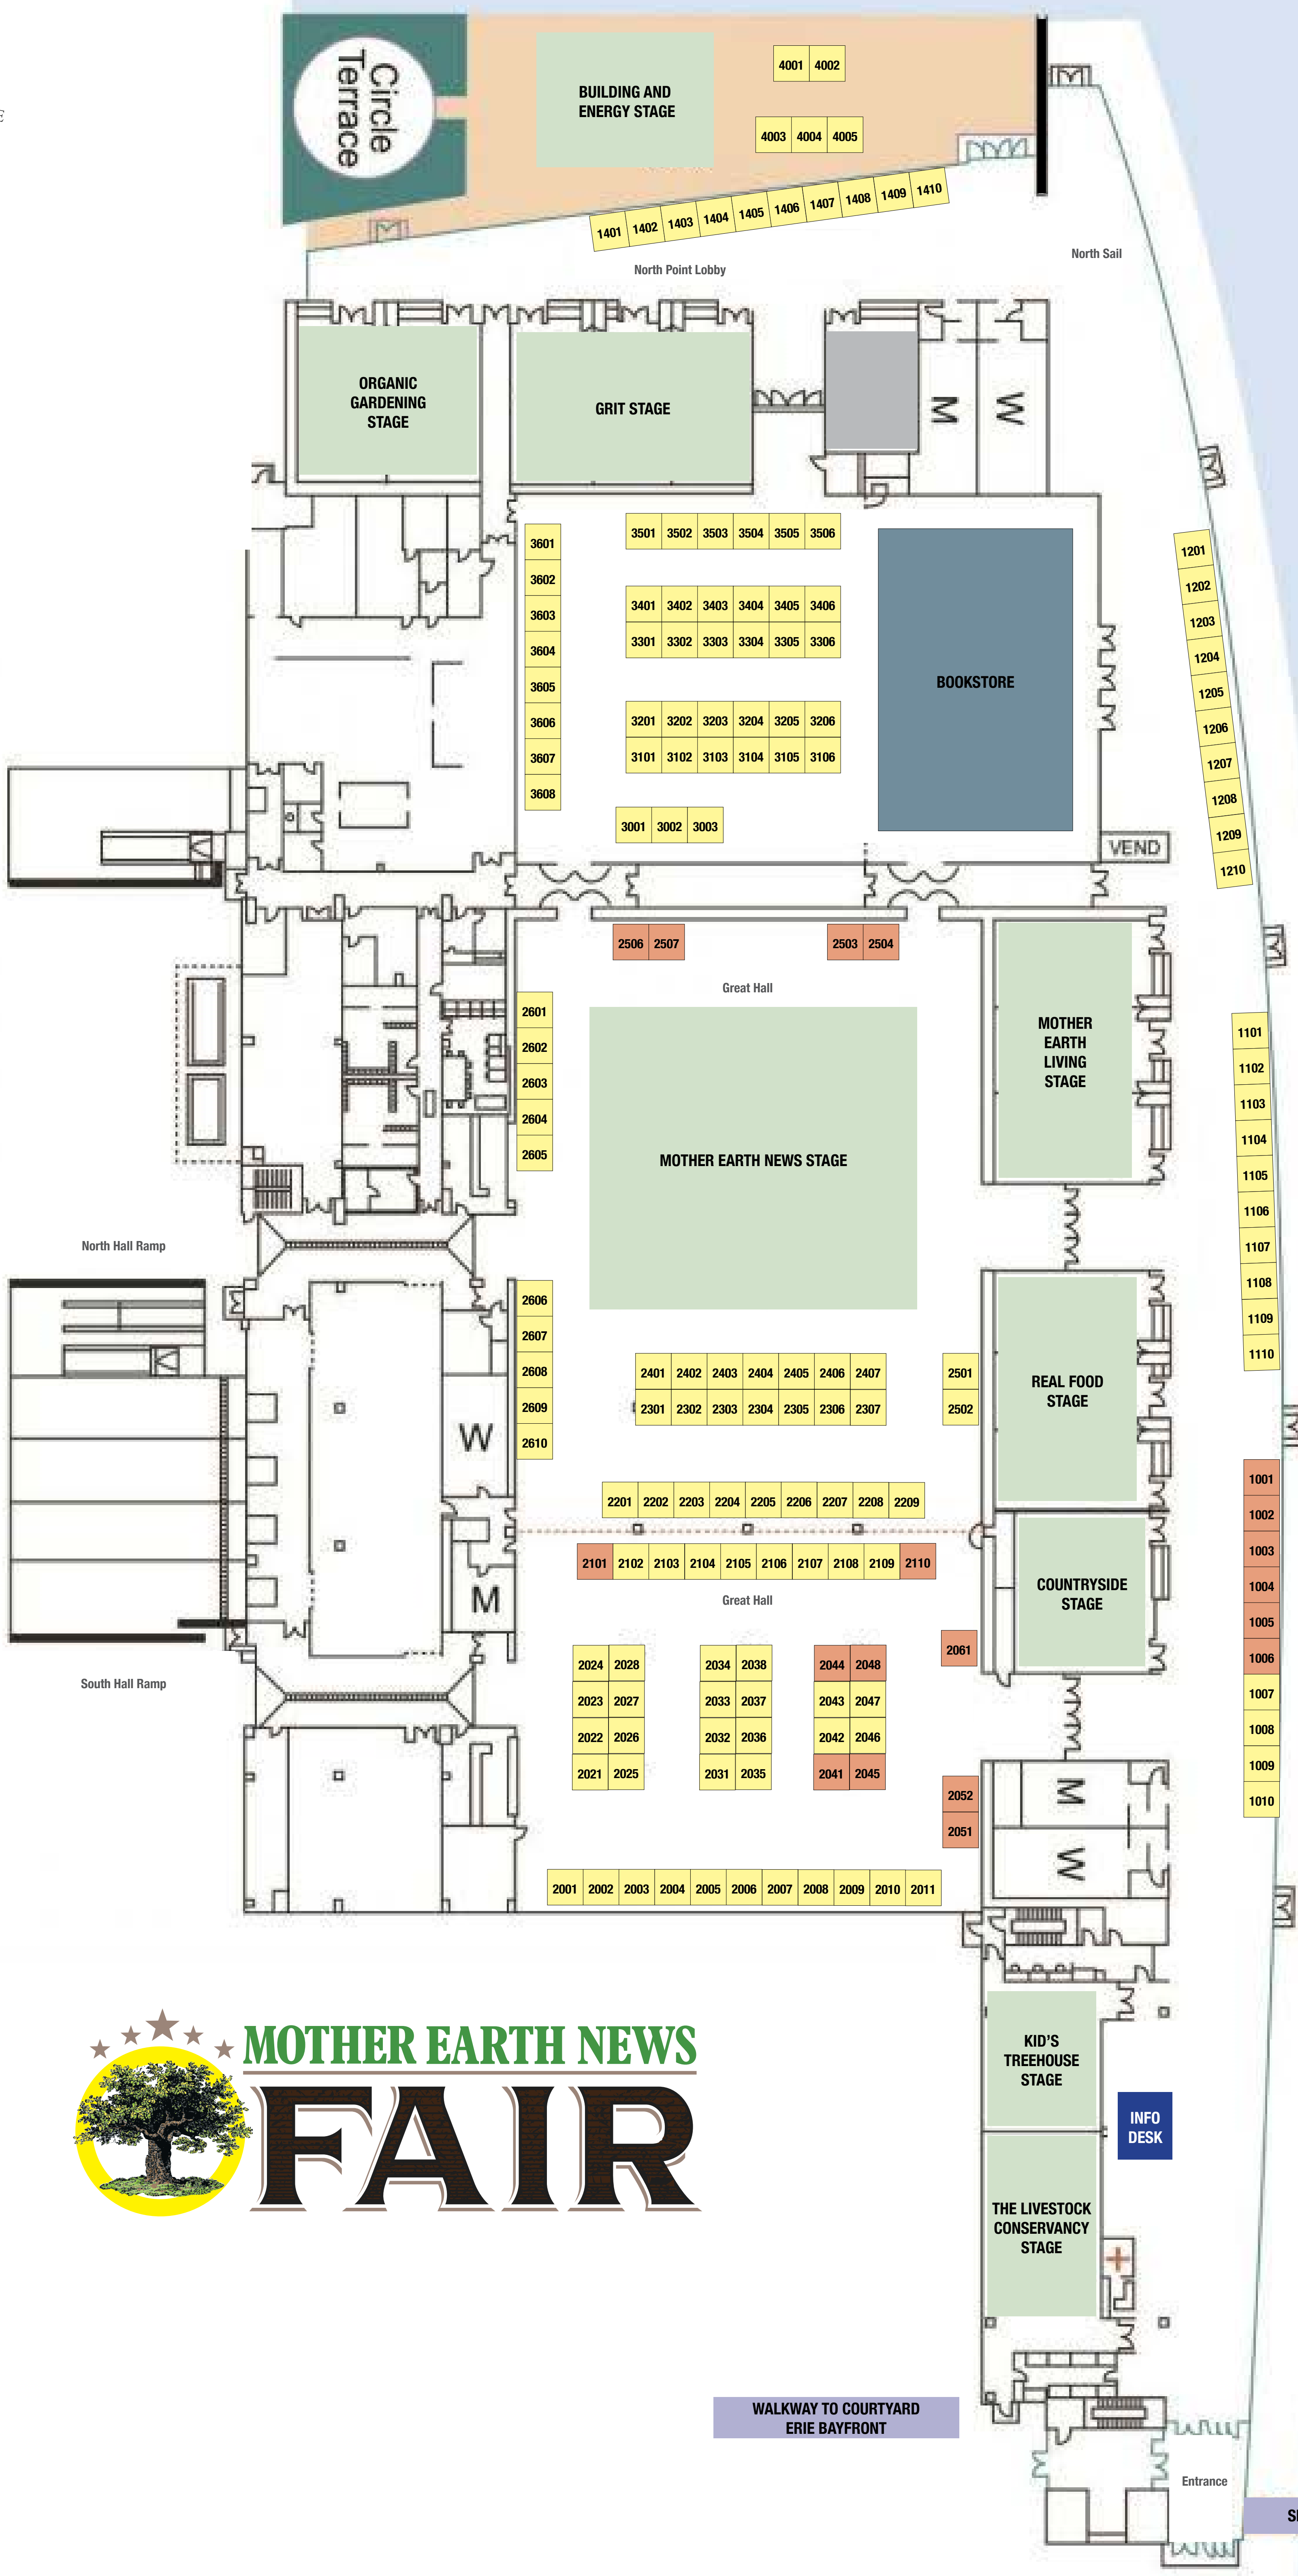 E
Circle
Terrace
BUILDING AND
ENERGY STAGE
4001 4002
4003 4004 4005
1401 1402 1403 1404 1405 1406 1407 1408 1409 1410
North Point Lobby
North Sail
ORGANIC
GARDENING
STAGE
GRIT STAGE
M W
3501 3502 3503 3504 3505 3506
3601
3602
3603
3604
3605
3606
3607
3608
3401 3402 3403 3404 3405 3406
3301 3302 3303 3304 3305 3306
3201 3202 3203 3204 3205 3206
3101 3102 3103 3104 3105 3106
3001 3002 3003
BOOKSTORE
VEND
1201
1202
1203
1204
1205
1206
1207
1208
1209
1210
2506 2507
2503 2504
Great Hall
2601
2602
2603
2604
2605
MOTHER EARTH NEWS STAGE
MOTHER
EARTH
LIVING
STAGE
1101
1102
1103
1104
1105
1106
1107
1108
1109
1110
North Hall Ramp
2606
2607
2608
2609
2610
W
2401 2402 2403 2404 2405 2406 2407
2301 2302 2303 2304 2305 2306 2307
2501
2502
REAL FOOD
STAGE
2201 2202 2203 2204 2205 2206 2207 2208 2209
2101 2102 2103 2104 2105 2106 2107 2108 2109 2110
Great Hall
M
COUNTRYSIDE
STAGE
1001
1002
1003
1004
1005
1006
1007
1008
1009
1010
South Hall Ramp
2024 2028
2023 2027
2022 2026
2021 2025
2034 2038
2033 2037
2032 2036
2031 2035
2044 2048
2043 2047
2042 2046
2041 2045
2061
2052
2051
M
W
2001 2002 2003 2004 2005 2006 2007 2008 2009 2010 2011
MOTHER EARTH NEWS
FAIR
KID'S
TREEHOUSE
STAGE
INFO
DESK
THE LIVESTOCK
CONSERVANCY
STAGE
WALKWAY TO COURTYARD
ERIE BAYFRONT
Entrance